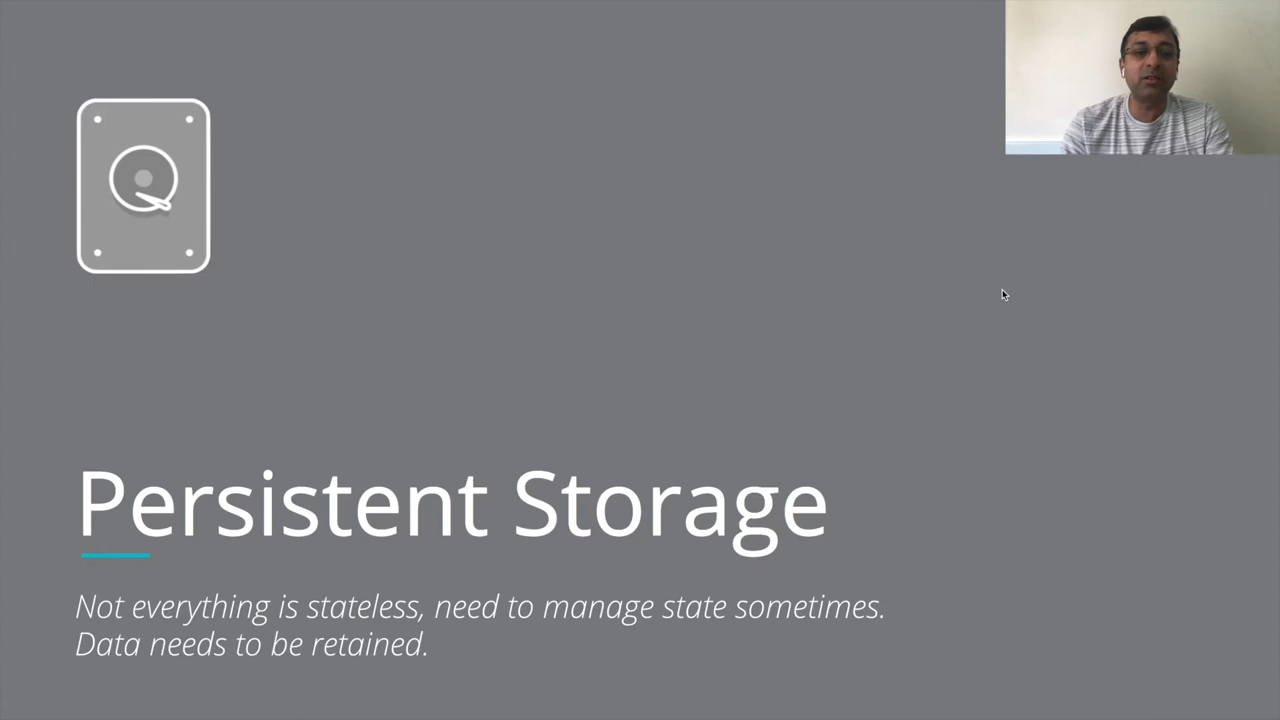 Persistent Storage
Not everything is stateless, need to manage state sometimes.
Data needs to be retained.